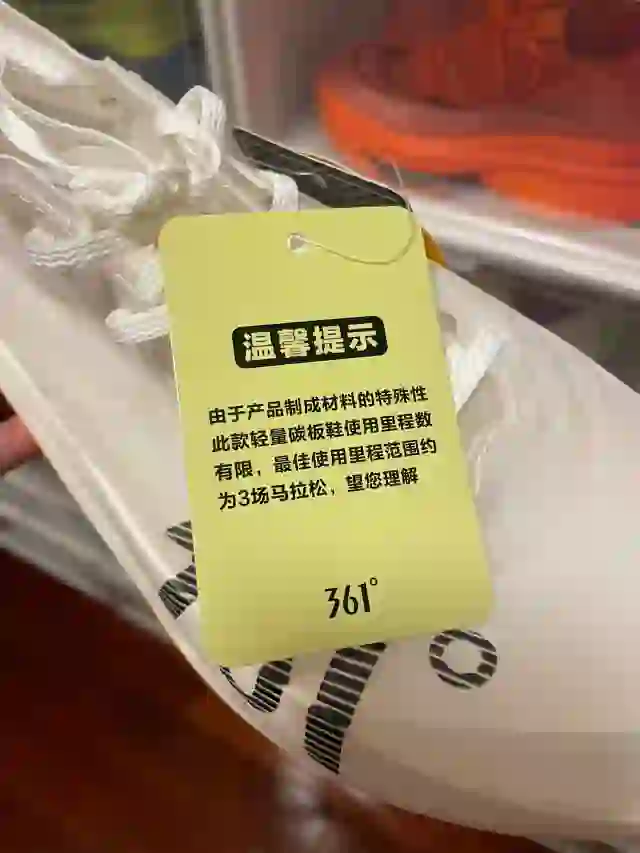 温馨提示
由于产品制成材料的特殊性
此款轻量碳板鞋使用里程数
有限，最佳使用里程范围约
为3场马拉松，望您理解
361°